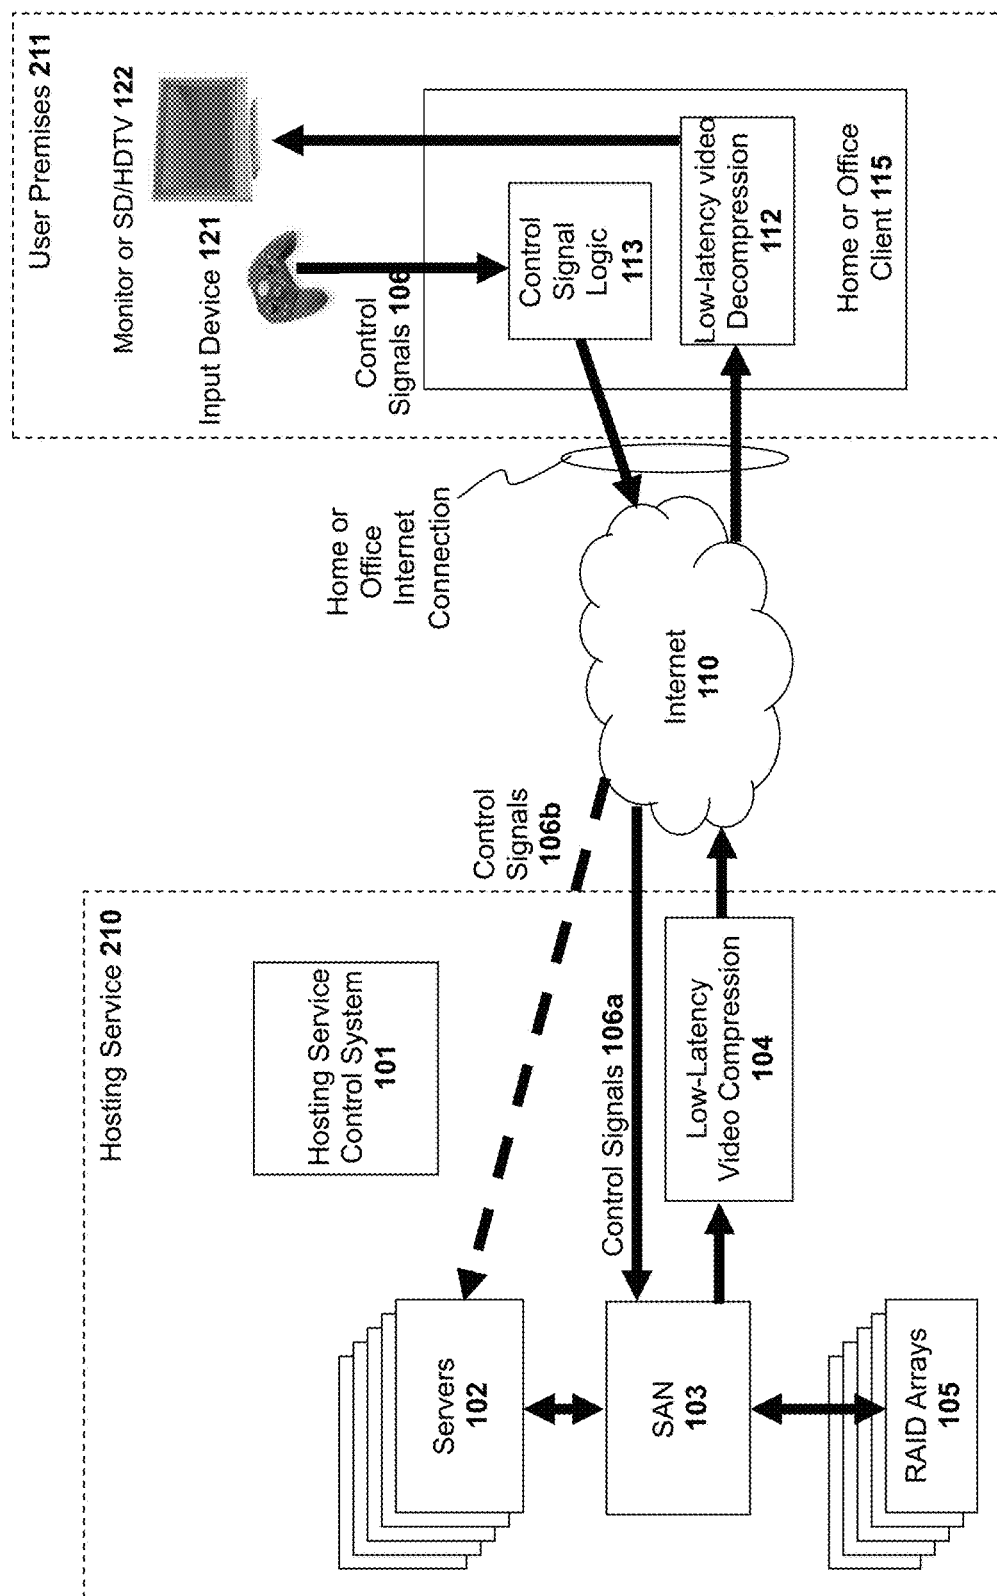 Hosting Service 210
Hosting Service
Control System
101
Servers
102
SAN
103
RAID Arrays
105
Control Signals 106a
Low-Latency
Video Compression
104
Control
Signals
106b
Internet
110
Home or
Office
Internet
Connection
User Premises 211
Monitor or SD/HDTV 122
Input Device 121
Control
Signals 106
Control
Signal
Logic
113
Low-latency video
Decompression
112
Home or Office
Client 115